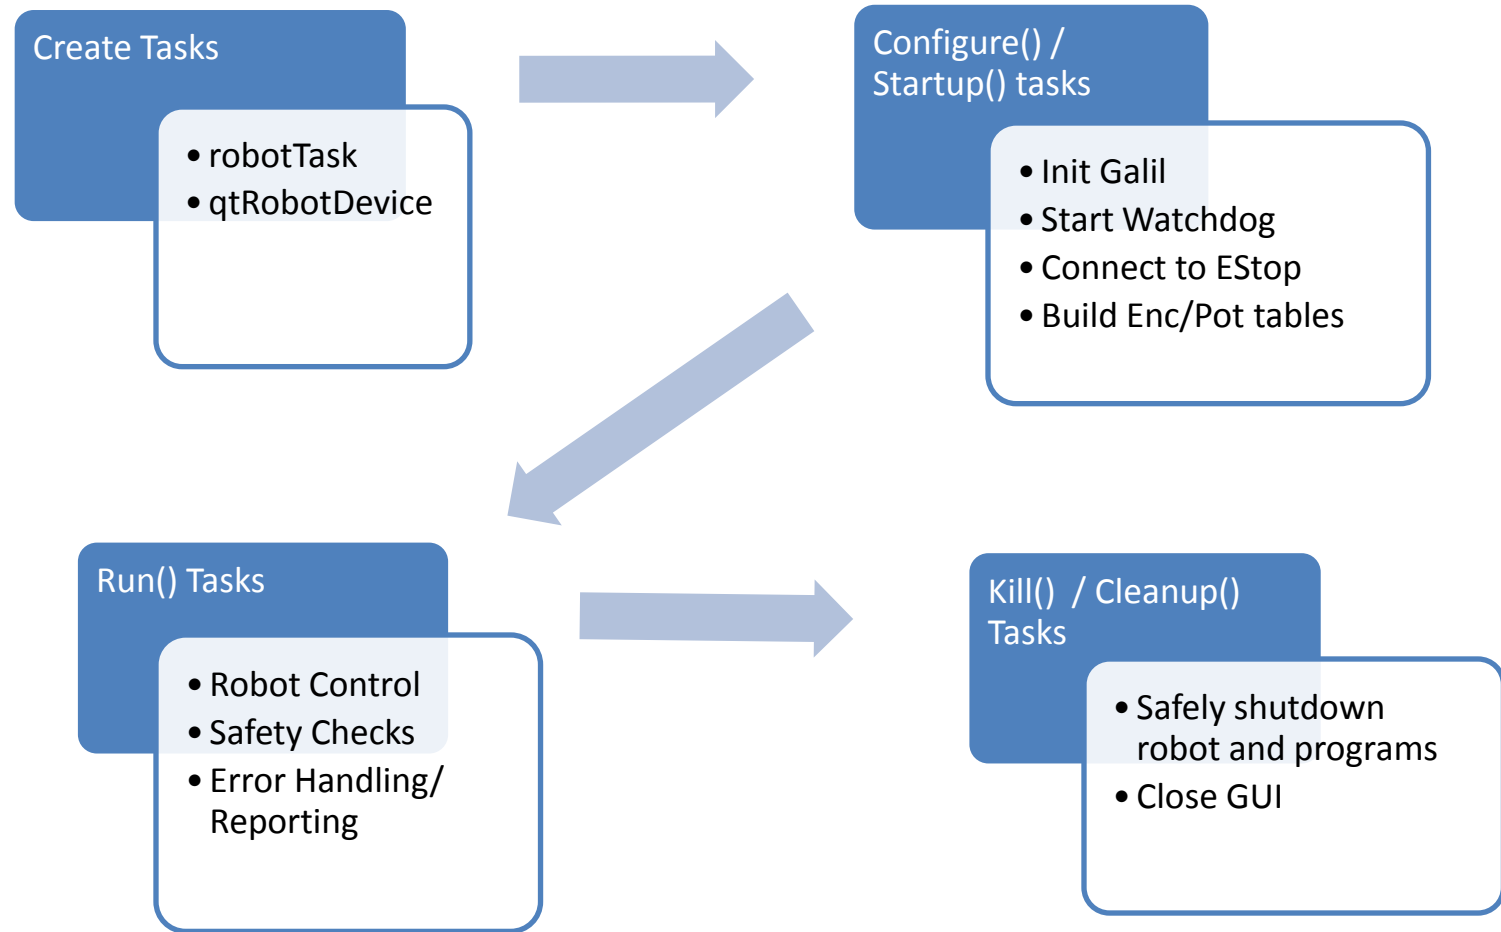 Create Tasks
• robotTask
• qtRobotDevice
Configure() /
Startup() tasks
• Init Galil
• Start Watchdog
• Connect to EStop
• Build Enc/Pot tables
Run() Tasks
• Robot Control
• Safety Checks
• Error Handling/
Reporting
Kill()  / Cleanup()
Tasks
• Safely shutdown
robot and programs
• Close GUI